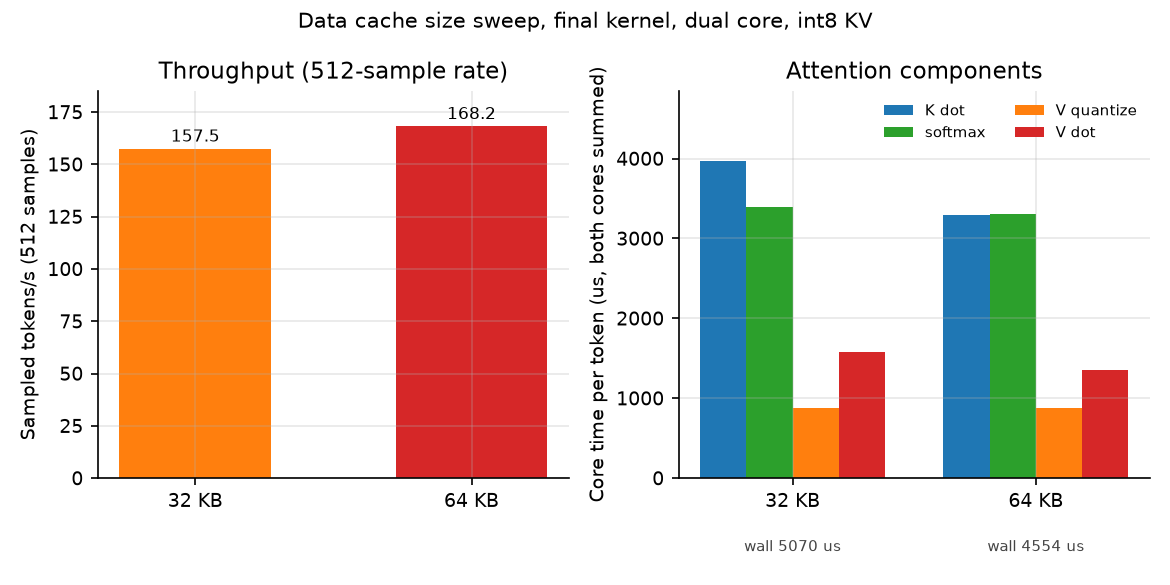 Data cache size sweep, final kernel, dual core, int8 KV
Throughput (512-sample rate)
Sampled tokens/s (512 samples)
175
150
125
100
75
50
25
0
157.5
168.2
32 KB
64 KB
Attention components
Core time per token (us, both cores summed)
4000
3000
2000
1000
0
K dot
softmax
V quantize
V dot
32 KB
64 KB
wall 5070 us
wall 4554 us